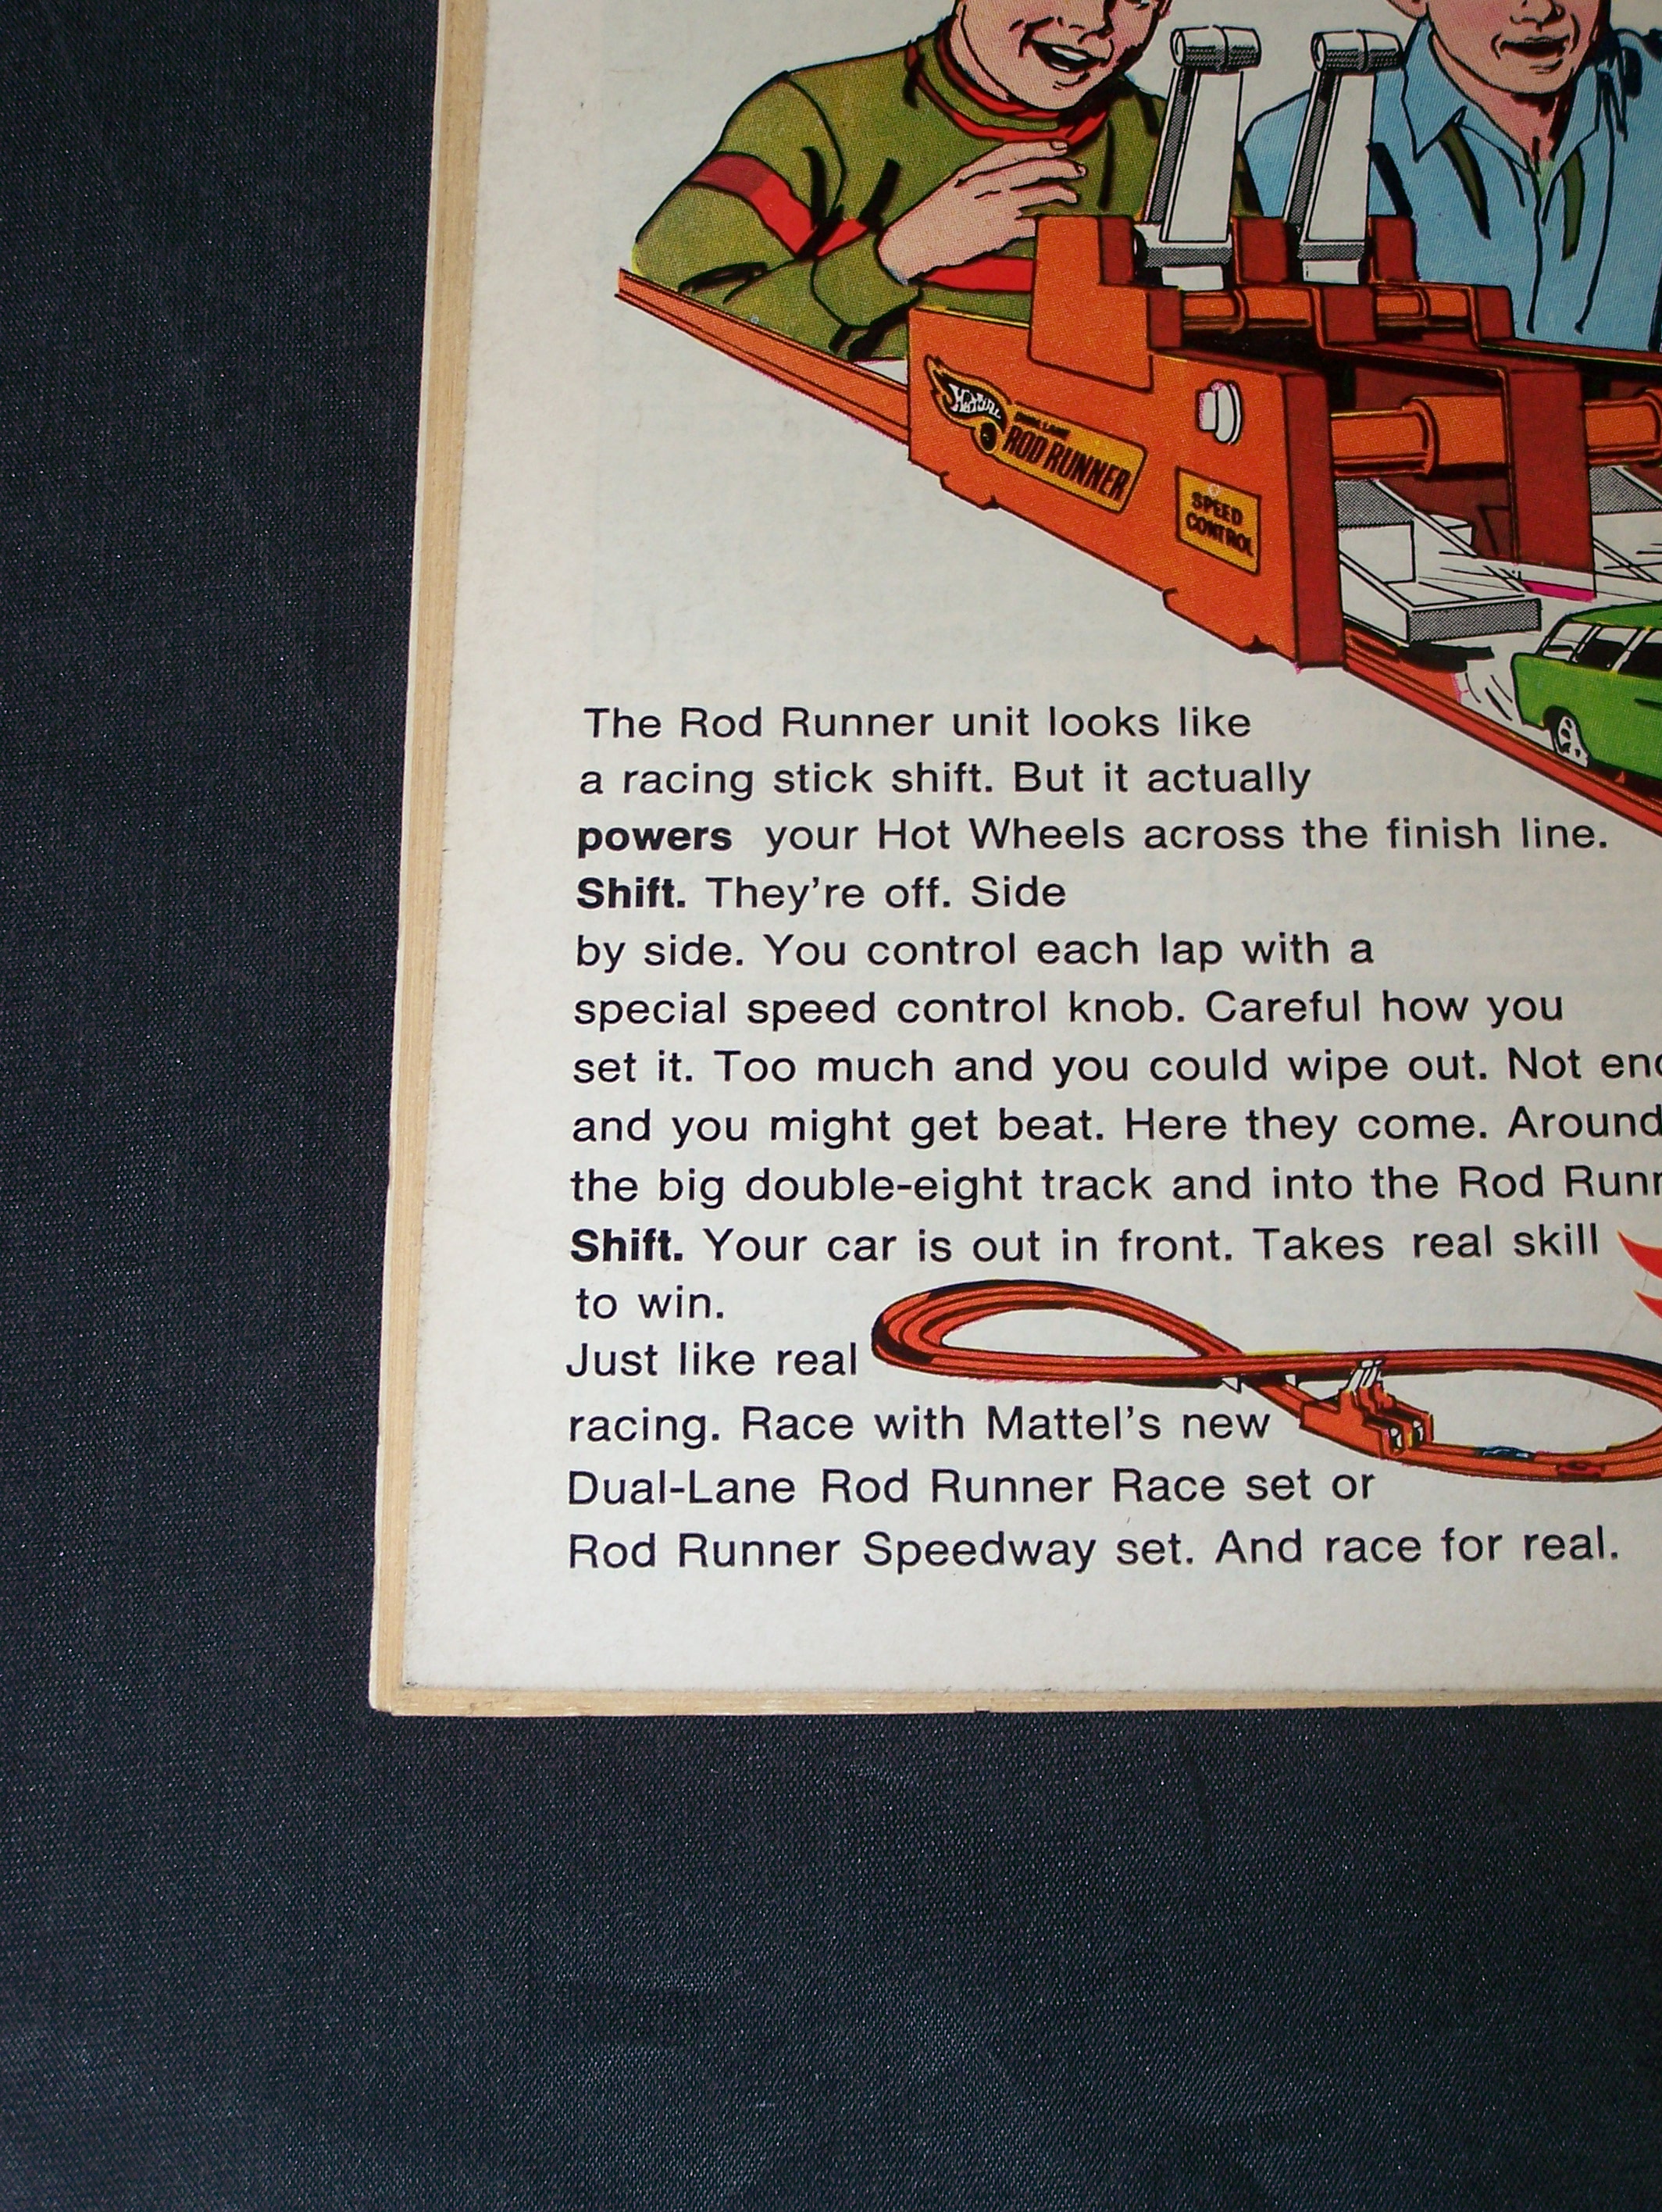 HotWheels
DUAL LANE
ROD RUNNER
SPEED
CONTROL
The Rod Runner unit looks like
a racing stick shift. But it actually
powers your Hot Wheels across the finish line.
Shift. They're off. Side
by side. You control each lap with a
special speed control knob. Careful how you
set it. Too much and you could wipe out. Not
and you might get beat. Here they come. Around
the big double-eight track and into the Rod
Shift. Your car is out in front. Takes real skill
to win.
Just like real
racing. Race with Mattel's new
Dual-Lane Rod Runner Race set or
Rod Runner Speedway set. And race for real.